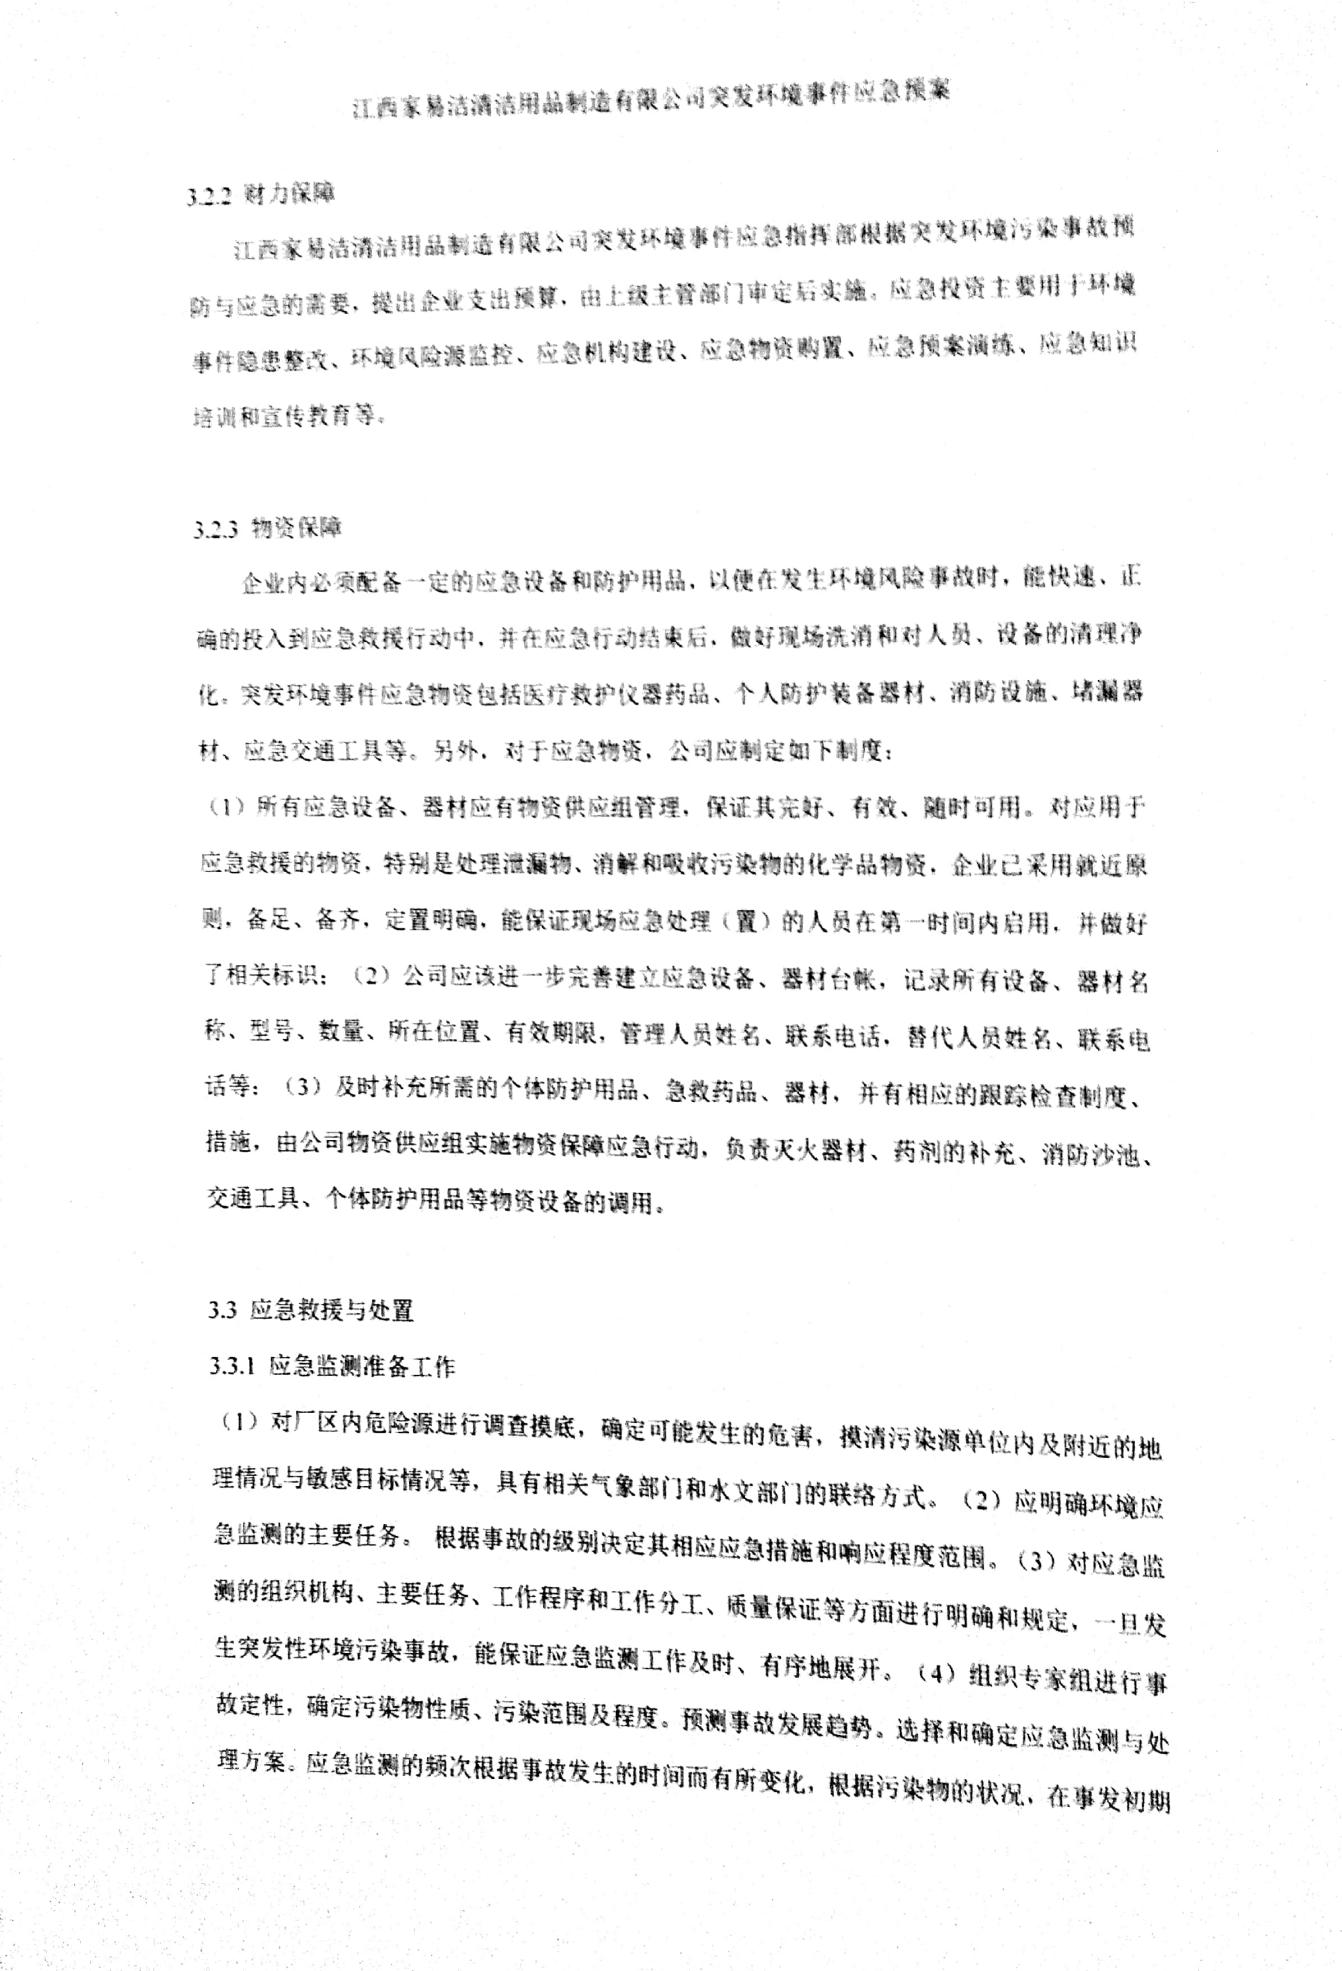 江西家易洁清洁用品制造有限公司突发环境事件应急预案
3.2.2 财力保障
江西家易洁清洁用品制造有限公司突发环境事件应急指挥部根据突发环境污染事故预
防与应急的需要，提出企业支出预算，由上级主管部门审定后实施。应急投资主要用于环境
事件隐患整改、环境风险源监控、应急机构建设、应急物资购置、应急预案演练、应急知识
培训和宣传教育等。
3.2.3 物资保障
企业内必须配备一定的应急设备和防护用品，以便在发生环境风险事故时，能快速、正
确的投入到应急救援行动中，并在应急行动结束后，做好现场洗消和对人员、设备的清理净
化。突发环境事件应急物资包括医疗救护仪器药品、个人防护装备器材、消防设施、堵漏器
材、应急交通工具等。另外，对于应急物资，公司应制定如下制度：
（1）所有应急设备、器材应有物资供应组管理，保证其完好、有效、随时可用。对应用于
应急救援的物资，特别是处理泄漏物、消解和吸收污染物的化学品物资，企业已采用就近原
则，备足、备齐，定置明确，能保证现场应急处理（置）的人员在第一时间内启用，并做好
了相关标识；（2）公司应该进一步完善建立应急设备、器材台帐，记录所有设备、器材名
称、型号、数量、所在位置、有效期限，管理人员姓名、联系电话，替代人员姓名、联系电
话等；（3）及时补充所需的个体防护用品、急救药品、器材，并有相应的跟踪检查制度、
措施，由公司物资供应组实施物资保障应急行动，负责灭火器材、药剂的补充、消防沙池、
交通工具、个体防护用品等物资设备的调用。
3.3 应急救援与处置
3.3.1 应急监测准备工作
（1）对厂区内危险源进行调查摸底，确定可能发生的危害，摸清污染源单位内及附近的地
理情况与敏感目标情况等，具有相关气象部门和水文部门的联络方式。（2）应明确环境应
急监测的主要任务。 根据事故的级别决定其相应应急措施和响应程度范围。（3）对应急监
测的组织机构、主要任务、工作程序和工作分工、质量保证等方面进行明确和规定，一旦发
生突发性环境污染事故，能保证应急监测工作及时、有序地展开。（4）组织专家组进行事
故定性，确定污染物性质、污染范围及程度。预测事故发展趋势。选择和确定应急监测与处
理方案。应急监测的频次根据事故发生的时间而有所变化，根据污染物的状况，在事发初期